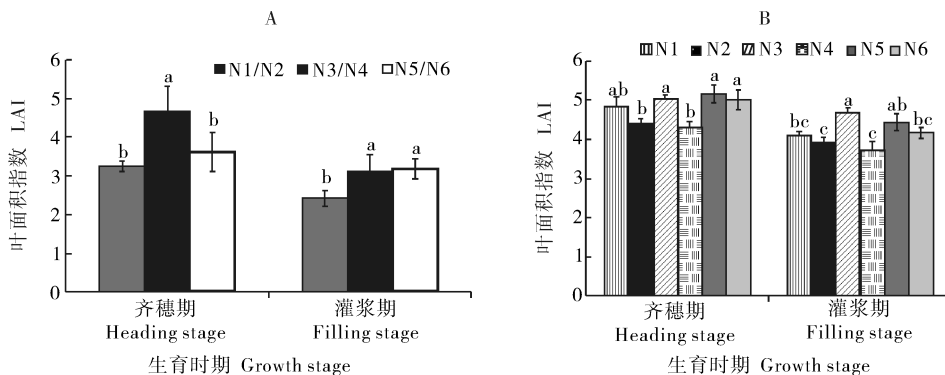 A
叶面积指数 LAI
6
5
4
3
2
1
0
N1/N2 N3/N4 N5/N6
b a b
b a a
齐穗期 灌浆期
Heading stage Filling stage
生育时期 Growth stage
B
叶面积指数 LAI
6
5
4
3
2
1
0
N1 N2 N3 N4 N5 N6
ab b a b a a
bc c a c ab bc
齐穗期 灌浆期
Heading stage Filling stage
生育时期 Growth stage